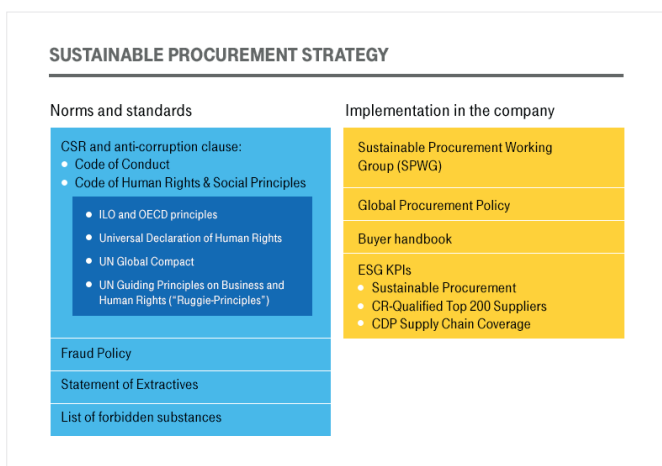 SUSTAINABLE PROCUREMENT STRATEGY
Norms and standards
CSR and anti-corruption clause:
Code of Conduct
Code of Human Rights & Social Principles
ILO and OECD principles
Universal Declaration of Human Rights
UN Global Compact
UN Guiding Principles on Business and
Human Rights (“Ruggie-Principles”)
Fraud Policy
Statement of Extractives
List of forbidden substances
Implementation in the company
Sustainable Procurement Working
Group (SPWG)
Global Procurement Policy
Buyer handbook
ESG KPIs
Sustainable Procurement
CR-Qualified Top 200 Suppliers
CDP Supply Chain Coverage